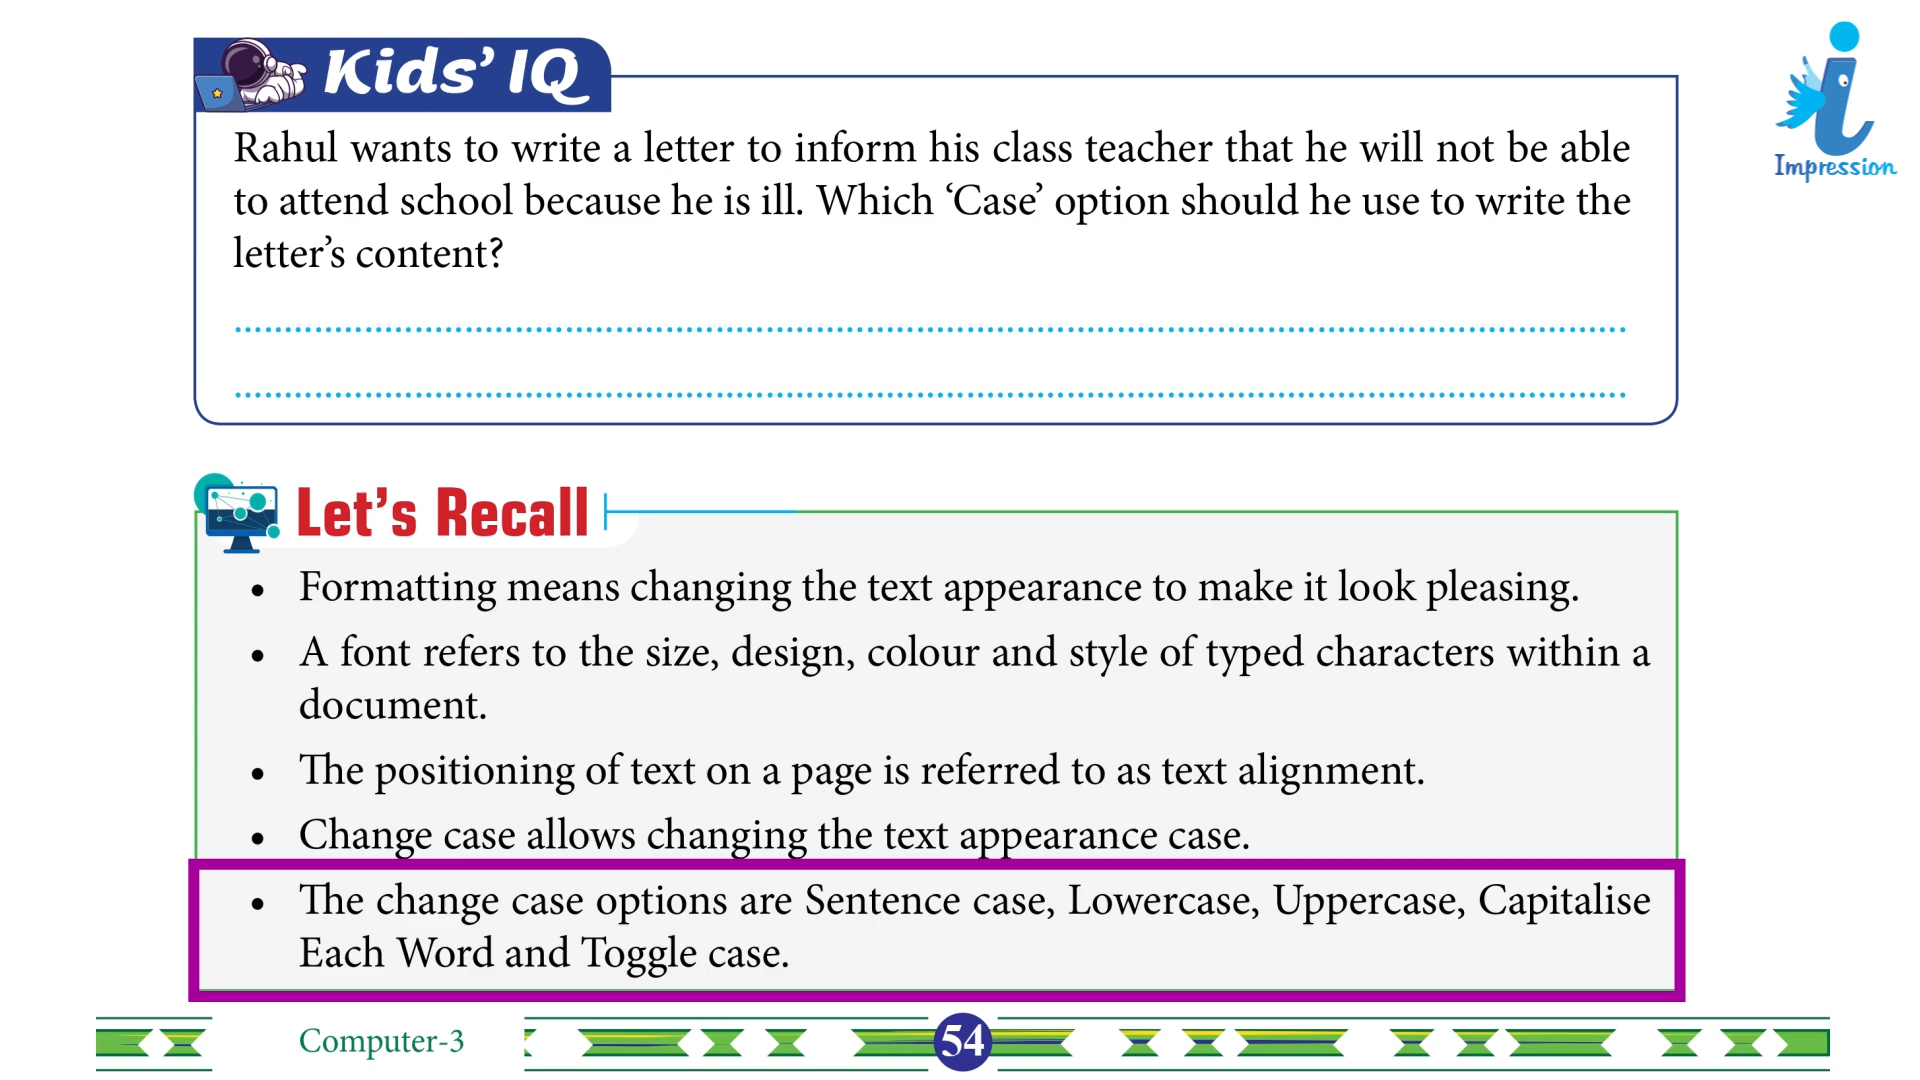 Kids’ IQ
Impression
Rahul wants to write a letter to inform his class teacher that he will not be able
to attend school because he is ill. Which ‘Case’ option should he use to write the
letter’s content?
Let’s Recall
• Formatting means changing the text appearance to make it look pleasing.
• A font refers to the size, design, colour and style of typed characters within a
document.
• The positioning of text on a page is referred to as text alignment.
• Change case allows changing the text appearance case.
• The change case options are Sentence case, Lowercase, Uppercase, Capitalise
Each Word and Toggle case.
Computer-3
54